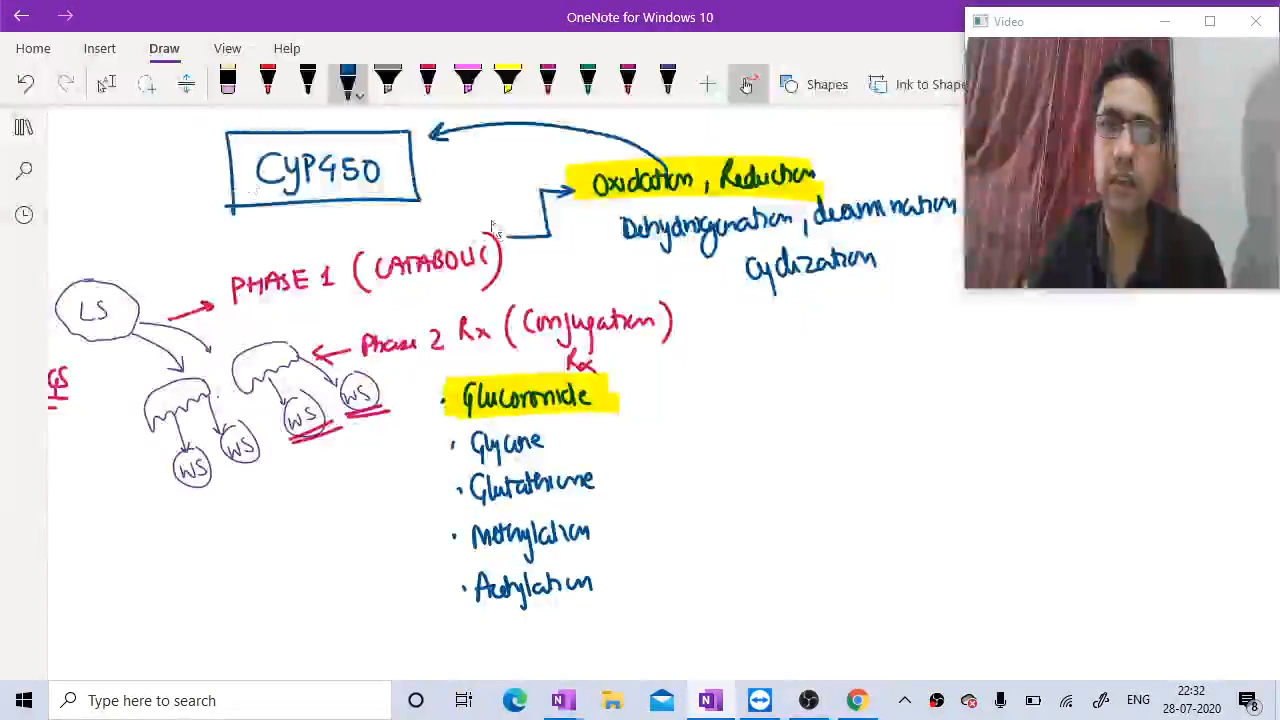 OneNote for Windows 10
Video
Home Insert Draw View Help
Shapes
Ink to Shape
CYP450
Oxidation, Reduction
Dehydrogenation, deamination
Cyclization
PHASE 1 (CATABOLIC)
LS
Phase 2 Rx (Conjugation)
Rx
WS
WS
WS
WS
GS
• Glucoronide
• Glycine
• Glutathione
• Methylation
• Acetylation
Type here to search
ENG
22:32
28-07-2020
8